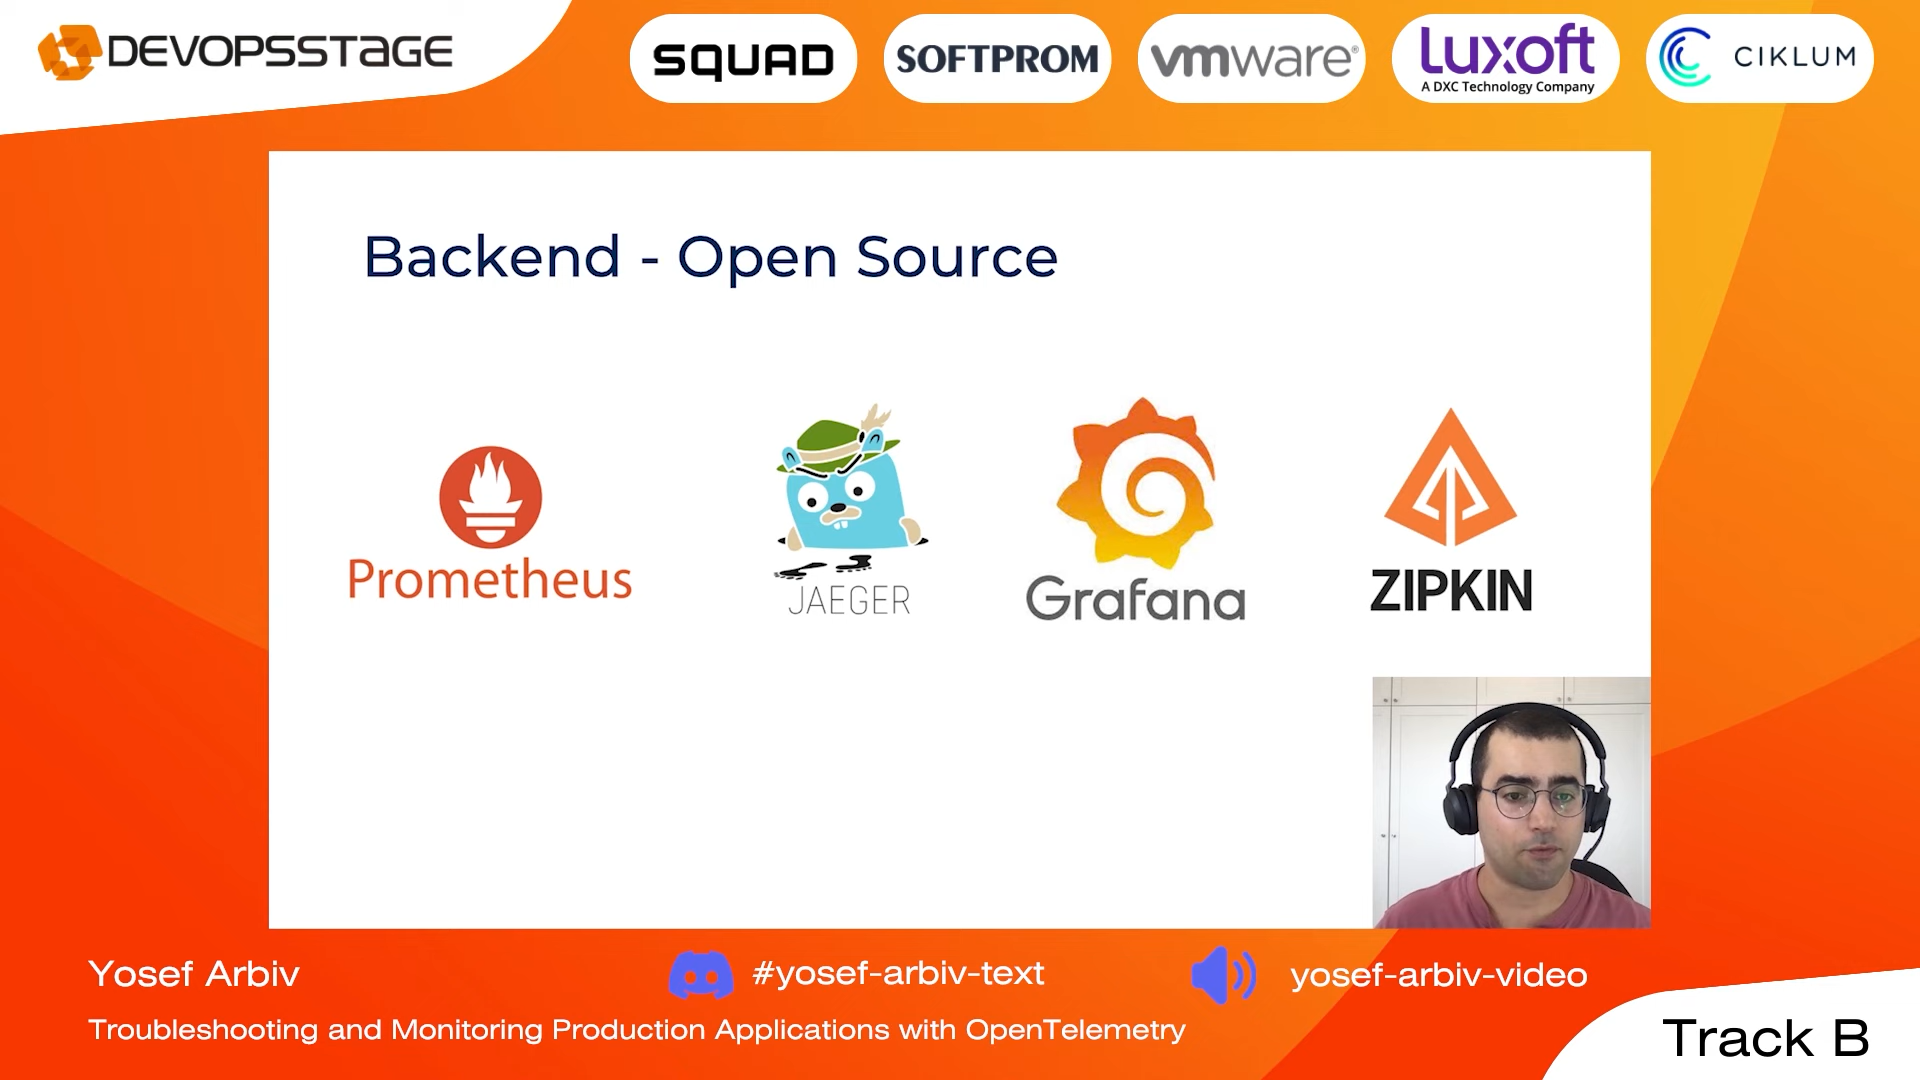 DEVOPSSTAGE
SQUAD
SOFTPROM
vmware®
Luxoft
A DXC Technology Company
CIKLUM
Backend - Open Source
Prometheus
JAEGER
Grafana
ZIPKIN
Yosef Arbiv
#yosef-arbiv-text
yosef-arbiv-video
Troubleshooting and Monitoring Production Applications with OpenTelemetry
Track B